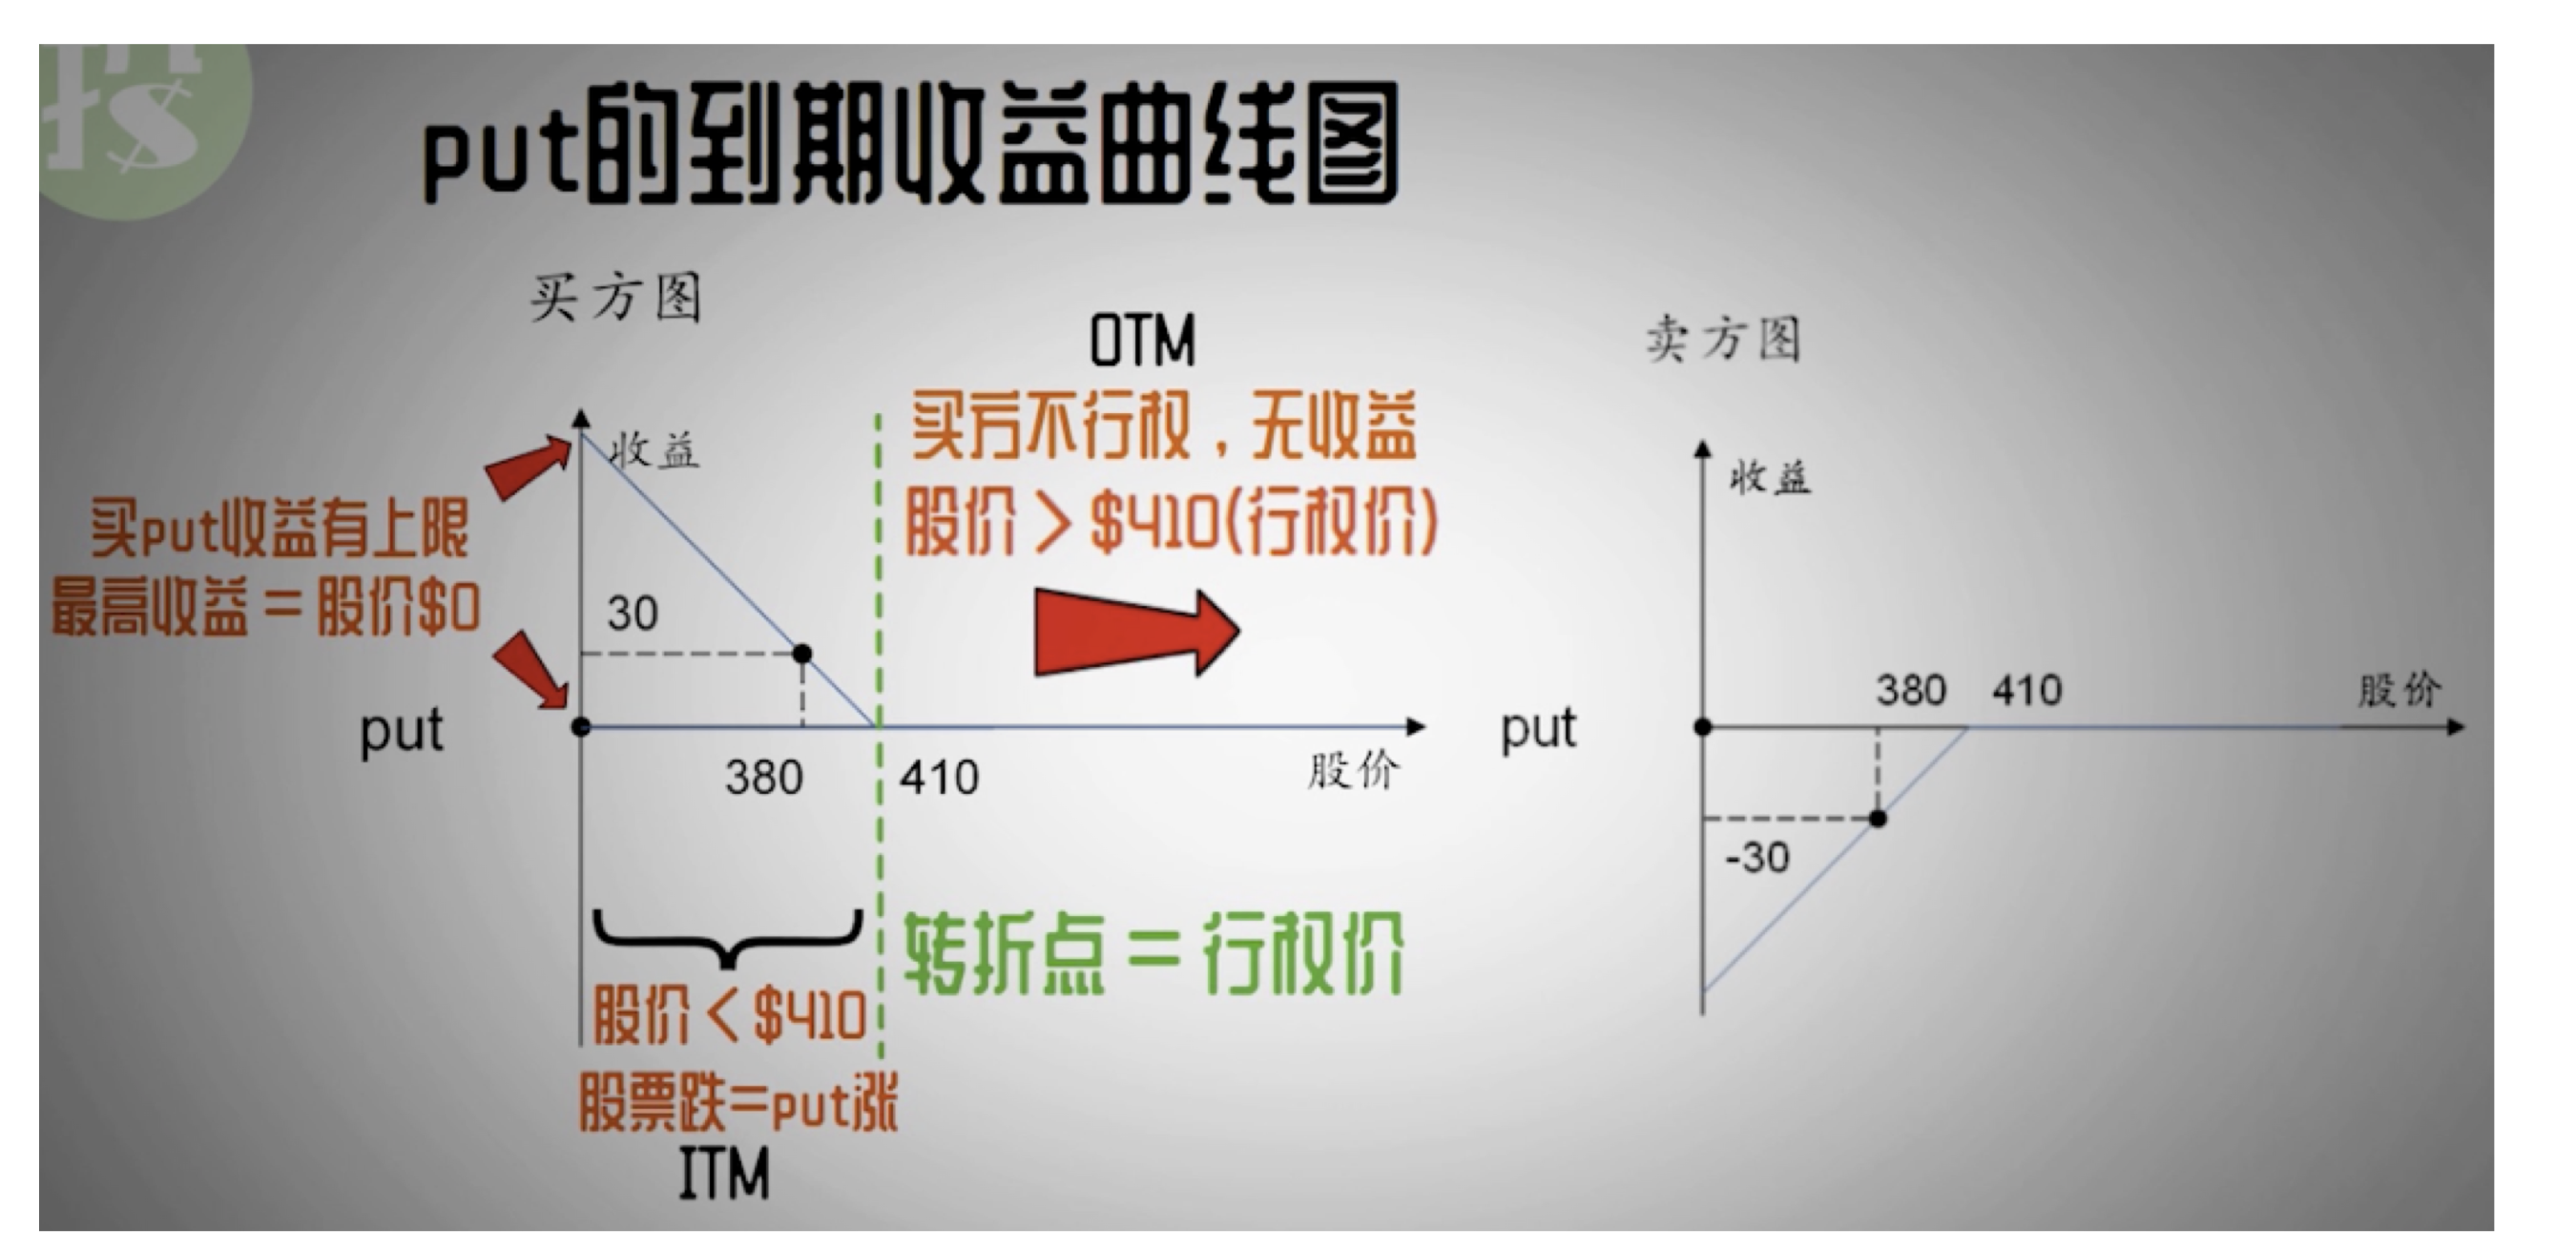 put的到期收益曲线图
买方图
OTM
买方不行权，无收益
股价＞$410(行权价)
收益
买put收益有上限
最高收益＝股价$0
30
put
380
410
股价
转折点＝行权价
股价＜$410
股票跌=put涨
ITM
卖方图
收益
put
380
410
股价
-30